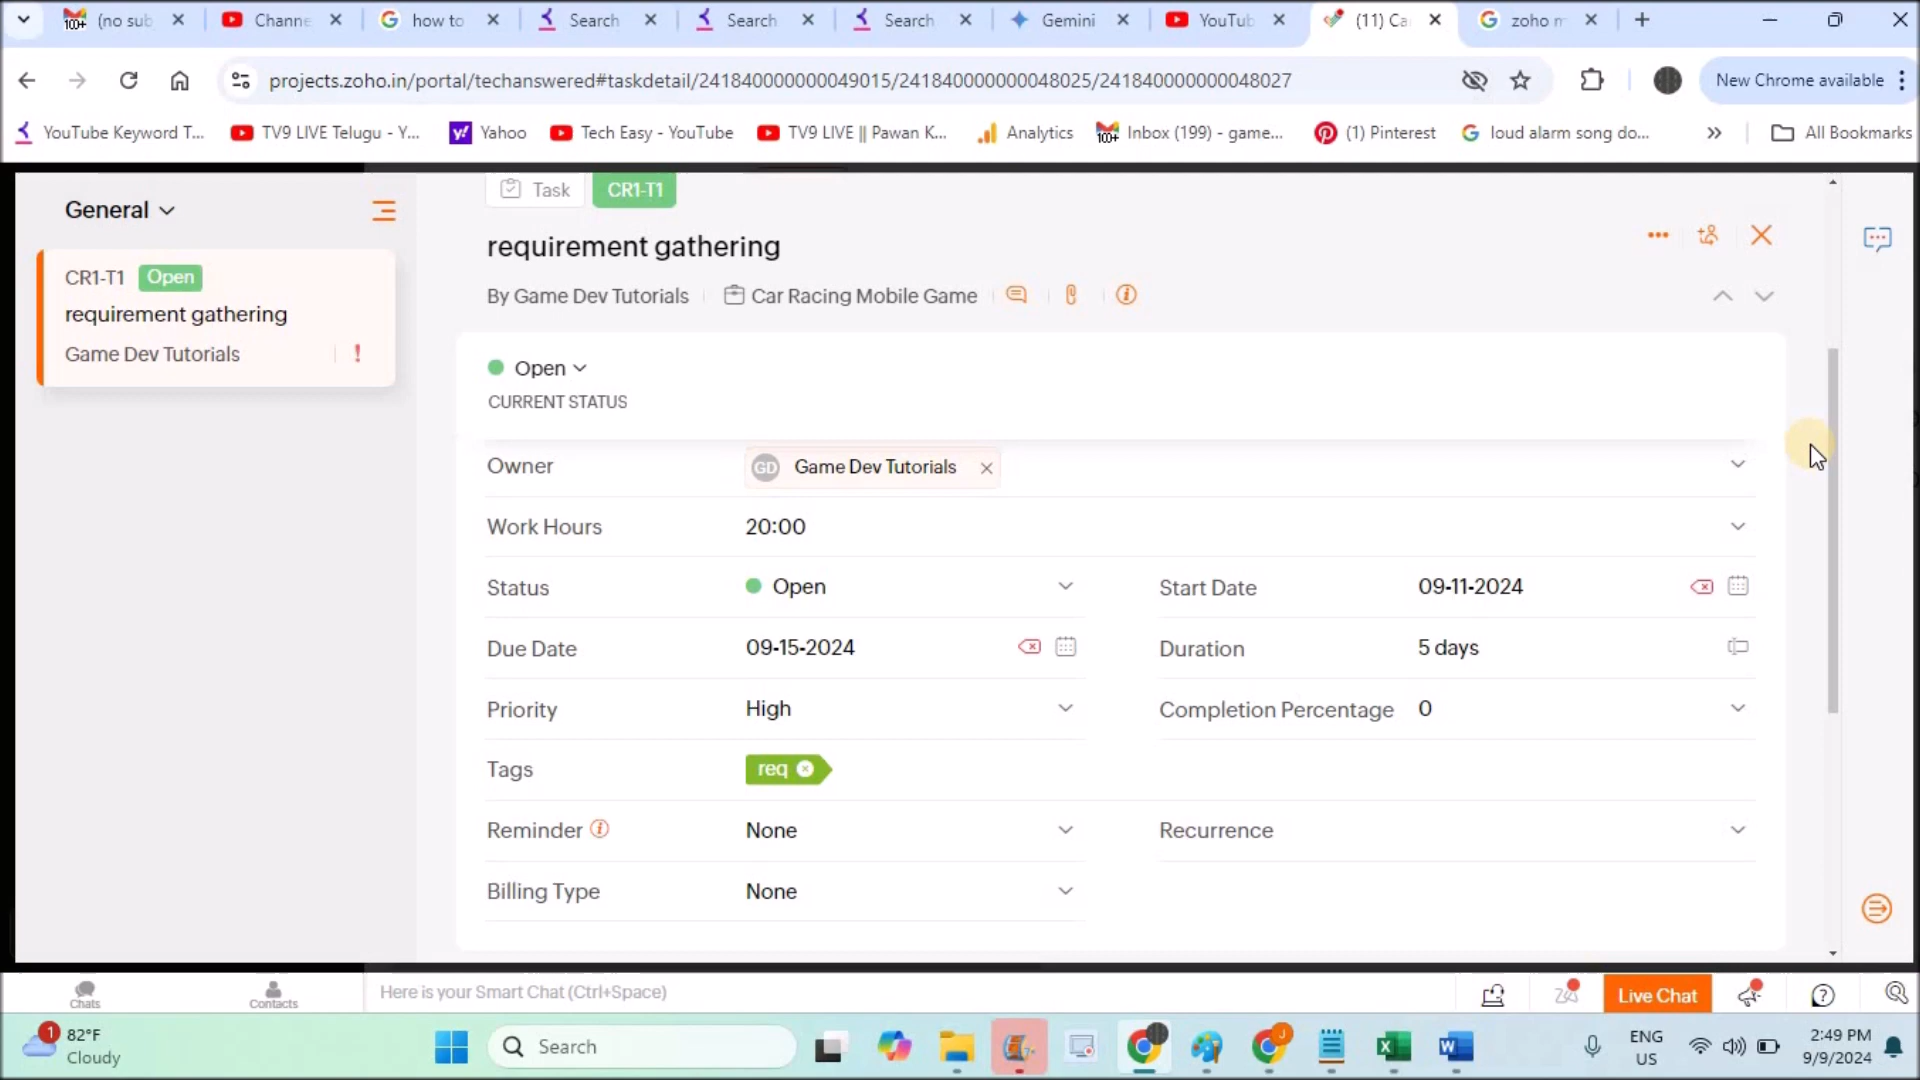 (no sub
Channe
how to
Search
Search
Search
Gemini
YouTub
(11) Ca
zoho m
projects.zoho.in/portal/techanswered#taskdetail/241840000000049015/241840000000048025/241840000000048027
New Chrome available
YouTube Keyword T...
TV9 LIVE Telugu - Y...
Yahoo
Tech Easy - YouTube
TV9 LIVE || Pawan K...
Analytics
Inbox (199) - game...
(1) Pinterest
loud alarm song do...
All Bookmarks
General
CR1-T1 Open
requirement gathering
Game Dev Tutorials
Task CR1-T1
requirement gathering
By Game Dev Tutorials Car Racing Mobile Game
Open
CURRENT STATUS
Owner GD Game Dev Tutorials
Work Hours 20:00
Status Open Start Date 09-11-2024
Due Date 09-15-2024 Duration 5 days
Priority High Completion Percentage 0
Tags req
Reminder None Recurrence
Billing Type None
Chats
Contacts
Here is your Smart Chat (Ctrl+Space)
Live Chat
1
82°F
Cloudy
Search
ENG
US
2:49 PM
9/9/2024